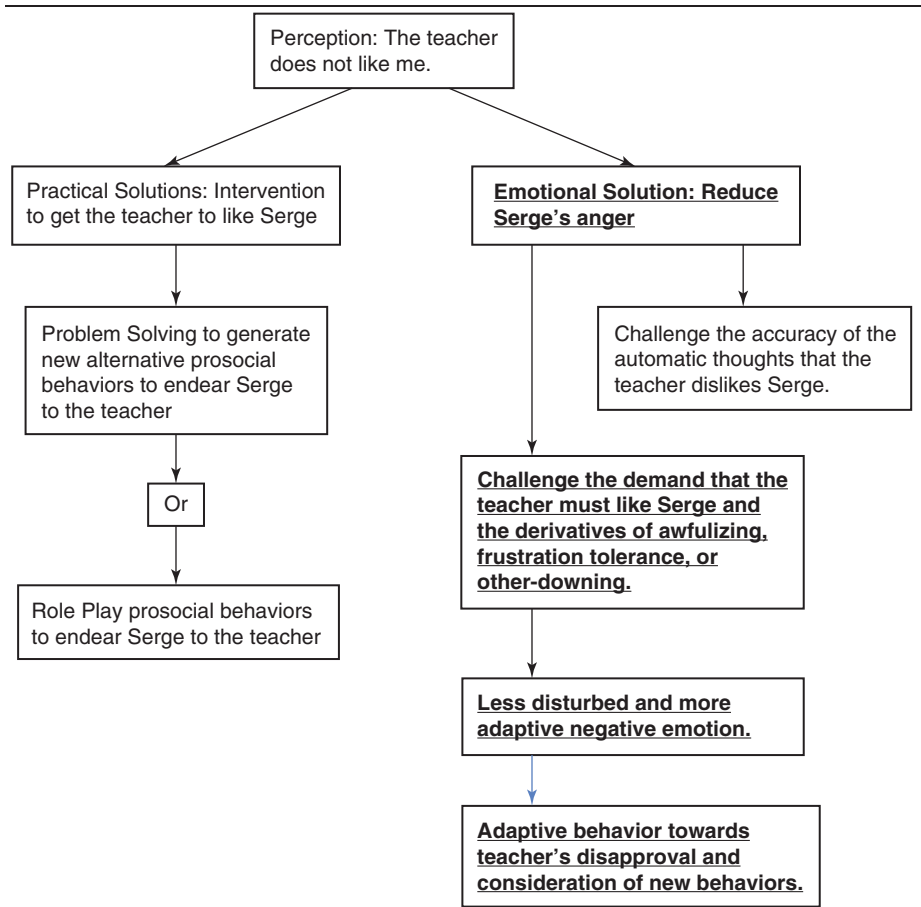 Perception: The teacher
does not like me.
Practical Solutions: Intervention
to get the teacher to like Serge
Problem Solving to generate
new alternative prosocial
behaviors to endear Serge
to the teacher
Or
Role Play prosocial behaviors
to endear Serge to the teacher
Emotional Solution: Reduce
Serge's anger
Challenge the accuracy of the
automatic thoughts that the
teacher dislikes Serge.
Challenge the demand that the
teacher must like Serge and
the derivatives of awfulizing,
frustration tolerance, or
other-downing.
Less disturbed and more
adaptive negative emotion.
Adaptive behavior towards
teacher's disapproval and
consideration of new behaviors.